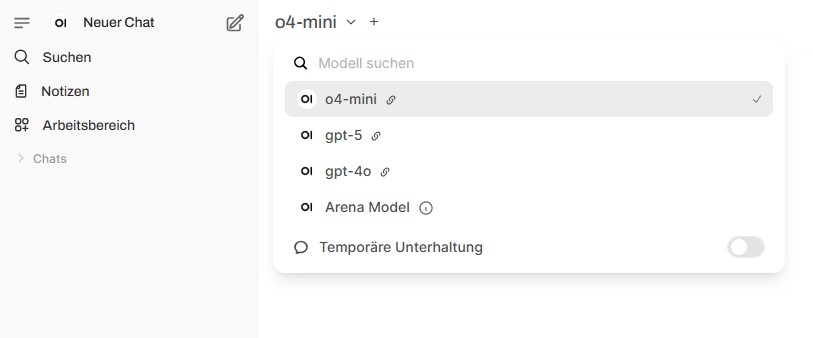 OI Neuer Chat
Suchen
Notizen
Arbeitsbereich
Chats
o4-mini
Modell suchen
OI o4-mini
OI gpt-5
OI gpt-4o
OI Arena Model
Temporäre Unterhaltung